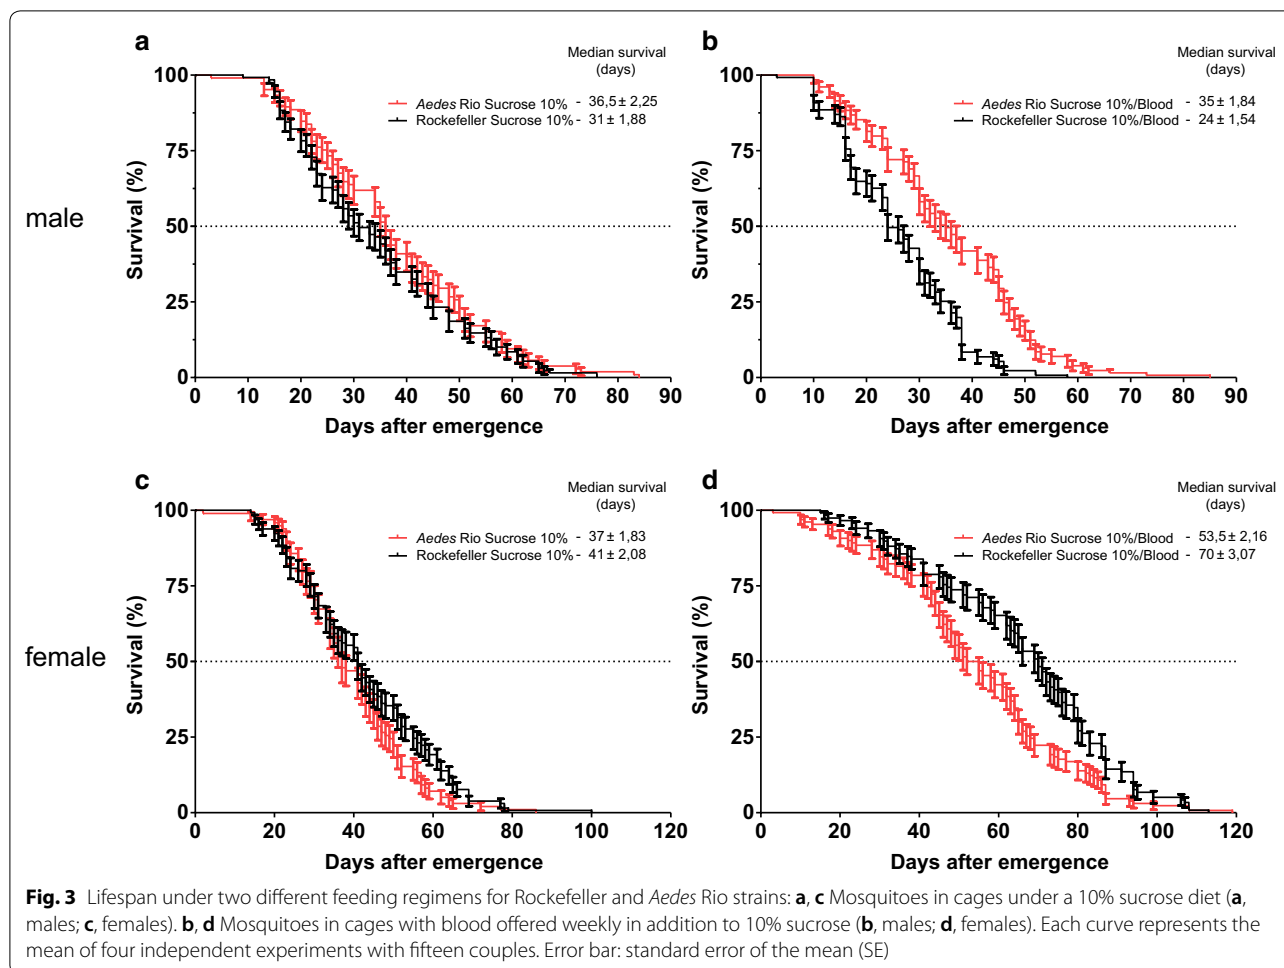 a
Median survival
(days)
Aedes Rio Sucrose 10% - 36,5 ± 2,25
Rockefeller Sucrose 10% - 31 ± 1,88
100
75
50
25
0
Survival (%)
0 10 20 30 40 50 60 70 80 90
Days after emergence
male
b
Median survival
(days)
Aedes Rio Sucrose 10%/Blood - 35 ± 1,84
Rockefeller Sucrose 10%/Blood - 24 ± 1,54
100
75
50
25
0
Survival (%)
0 10 20 30 40 50 60 70 80 90
Days after emergence
c
Median survival
(days)
Aedes Rio Sucrose 10% - 37 ± 1,83
Rockefeller Sucrose 10% - 41 ± 2,08
100
75
50
25
0
Survival (%)
0 20 40 60 80 100 120
Days after emergence
female
d
Median survival
(days)
Aedes Rio Sucrose 10%/Blood - 53,5 ± 2,16
Rockefeller Sucrose 10%/Blood - 70 ± 3,07
100
75
50
25
0
Survival (%)
0 20 40 60 80 100 120
Days after emergence
Fig. 3 Lifespan under two different feeding regimens for Rockefeller and Aedes Rio strains: a, c Mosquitoes in cages under a 10% sucrose diet (a,
males; c, females). b, d Mosquitoes in cages with blood offered weekly in addition to 10% sucrose (b, males; d, females). Each curve represents the
mean of four independent experiments with fifteen couples. Error bar: standard error of the mean (SE)